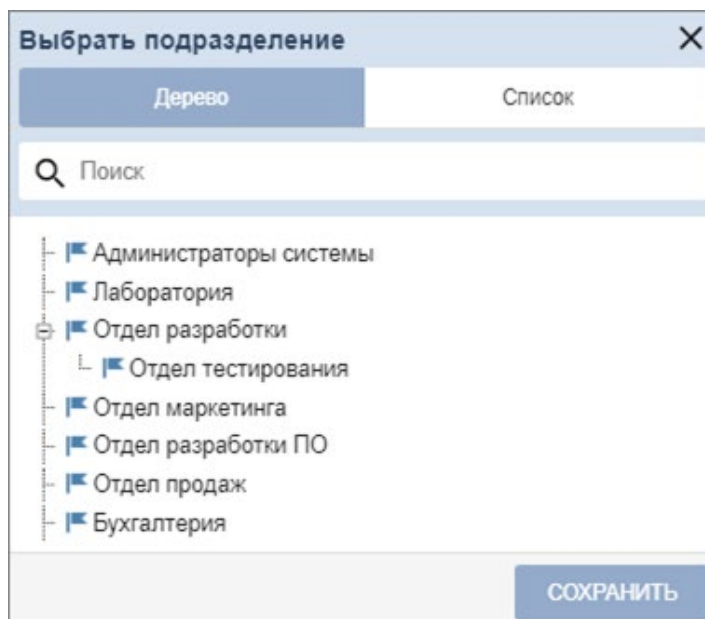 Выбрать подразделение
Дерево
Список
Поиск
Администраторы системы
Лаборатория
Отдел разработки
Отдел тестирования
Отдел маркетинга
Отдел разработки ПО
Отдел продаж
Бухгалтерия
СОХРАНИТЬ